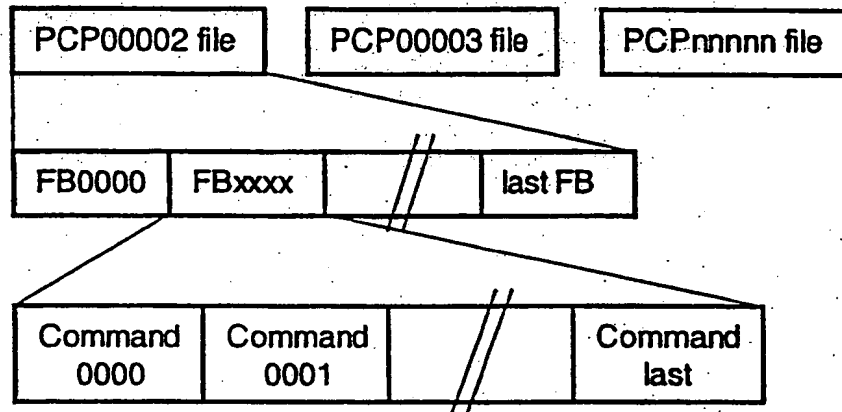 PCP00002 file PCP00003 file PCPnnnnn file
FB0000 FBxxxx last FB
Command Command Command
0000 0001 last